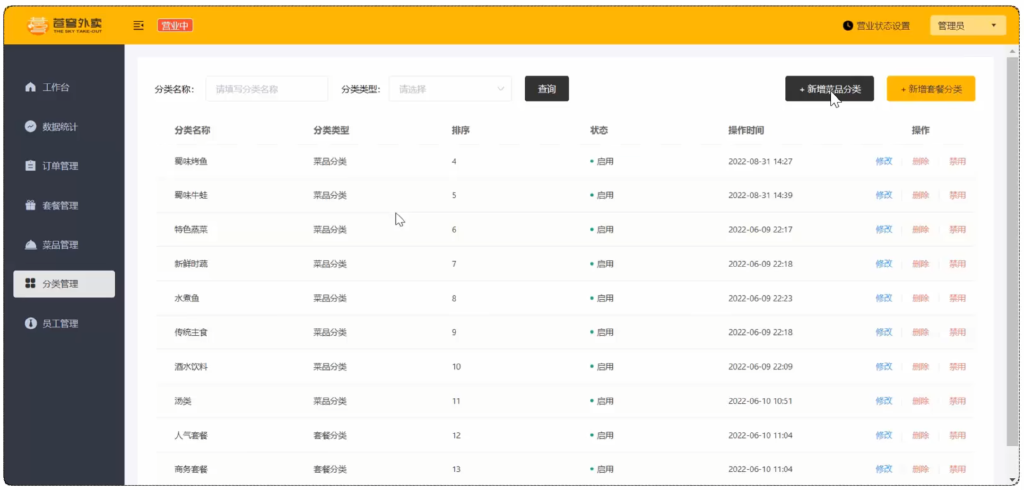 苍穹外卖
THE SKY TAKE-OUT
营业中
营业状态设置
管理员
工作台
数据统计
订单管理
套餐管理
菜品管理
分类管理
员工管理
分类名称: 请填写分类名称 分类类型: 请选择 查询 + 新增菜品分类 + 新增套餐分类
分类名称 分类类型 排序 状态 操作时间 操作
蜀味烤鱼 菜品分类 4 启用 2022-08-31 14:27 修改 删除 禁用
蜀味牛蛙 菜品分类 5 启用 2022-08-31 14:39 修改 删除 禁用
特色蒸菜 菜品分类 6 启用 2022-06-09 22:17 修改 删除 禁用
新鲜时蔬 菜品分类 7 启用 2022-06-09 22:18 修改 删除 禁用
水煮鱼 菜品分类 8 启用 2022-06-09 22:23 修改 删除 禁用
传统主食 菜品分类 9 启用 2022-06-09 22:18 修改 删除 禁用
酒水饮料 菜品分类 10 启用 2022-06-09 22:09 修改 删除 禁用
汤类 菜品分类 11 启用 2022-06-10 10:51 修改 删除 禁用
人气套餐 套餐分类 12 启用 2022-06-10 11:04 修改 删除 禁用
商务套餐 套餐分类 13 启用 2022-06-10 11:04 修改 删除 禁用